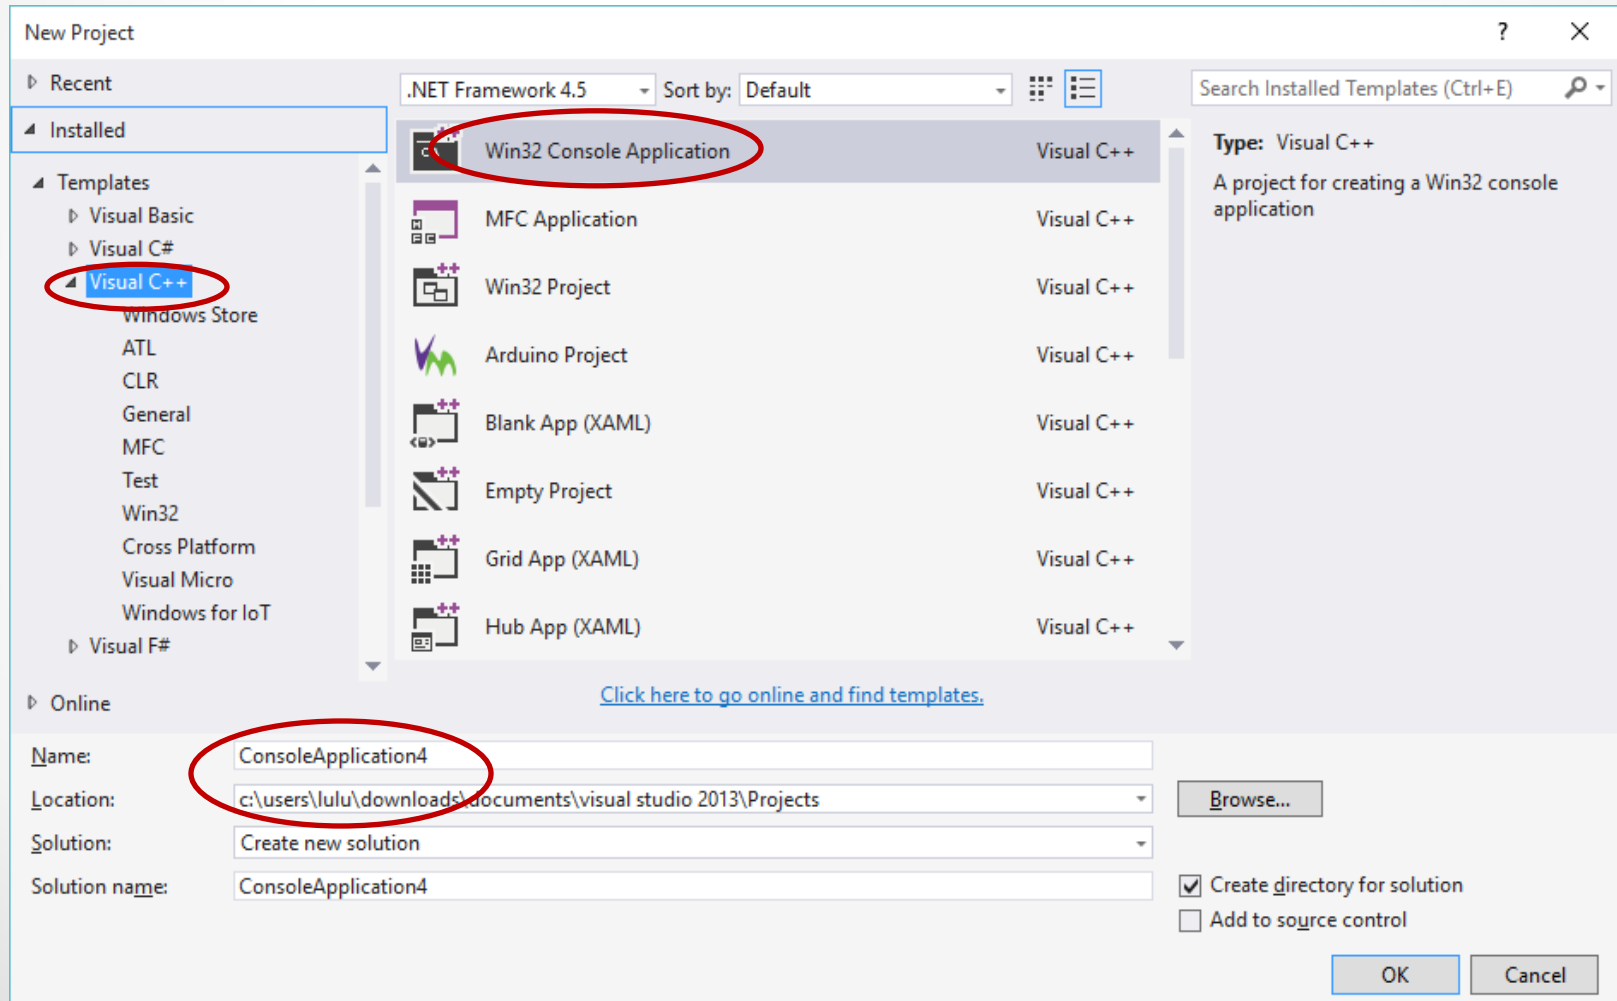 New Project
?
Recent
.NET Framework 4.5
Sort by: Default
Search Installed Templates (Ctrl+E)
Installed
Templates
Visual Basic
Visual C#
Visual C++
Windows Store
ATL
CLR
General
MFC
Test
Win32
Cross Platform
Visual Micro
Windows for IoT
Visual F#
Online
Win32 Console Application Visual C++
MFC Application Visual C++
Win32 Project Visual C++
Arduino Project Visual C++
Blank App (XAML) Visual C++
Empty Project Visual C++
Grid App (XAML) Visual C++
Hub App (XAML) Visual C++
Click here to go online and find templates.
Type: Visual C++
A project for creating a Win32 console
application
Name: ConsoleApplication4
Location: c:\users\lulu\downloads\documents\visual studio 2013\Projects
Browse...
Solution: Create new solution
Solution name: ConsoleApplication4
Create directory for solution
Add to source control
OK Cancel